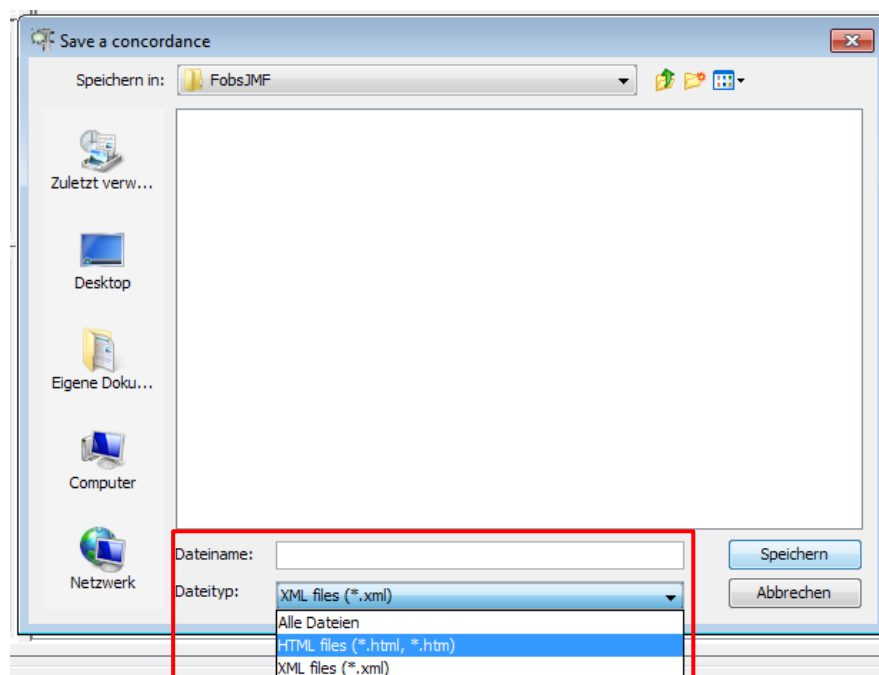 Save a concordance
Speichern in: FobsJMF
Zuletzt verw...
Desktop
Eigene Doku...
Computer
Netzwerk
Dateiname:
Speichern
Dateityp: XML files (*.xml)
Abbrechen
Alle Dateien
HTML files (*.html, *.htm)
XML files (*.xml)